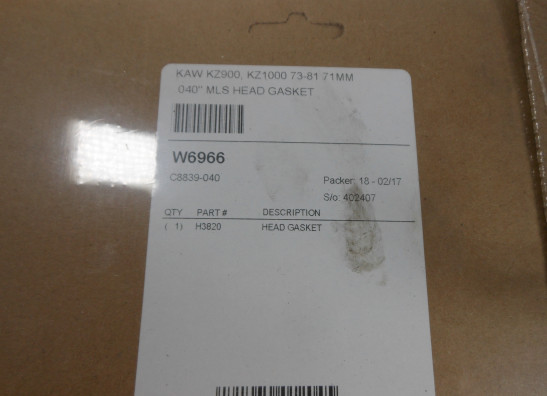 KAW KZ900, KZ1000 73-81 71MM
.040" MLS HEAD GASKET
W6966
C8839-040
Packer: 18 - 02/17
S/o: 402407
QTY PART # DESCRIPTION
( . 1) H3820 HEAD GASKET